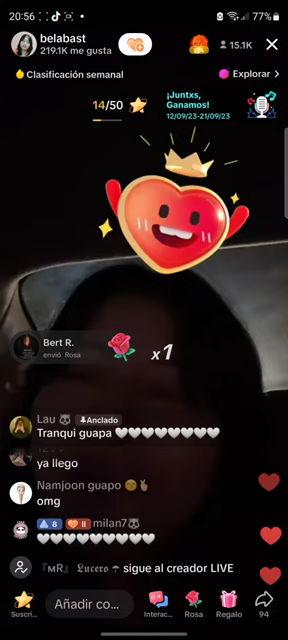 20:56
77%
belabast
219.1K me gusta
15.1K
Clasificación semanal
Explorar >
14/50
¡Juntxs,
Ganamos!
12/09/23-21/09/23
Bert R.
envió Rosa
x1
Lau 🐼 Anclado
Tranqui guapa 🤍🤍🤍🤍🤍🤍🤍🤍🤍
ya llego
Namjoon guapo
omg
8 II milan7🐼
🤍🤍🤍🤍🤍🤍🤍🤍🤍🤍
『ᴍR』 𝕷𝖚𝖈𝖊𝖗𝖔 ☂ sigue al creador LIVE
Suscri...
Añadir co...
Interac...
Rosa
Regalo
94